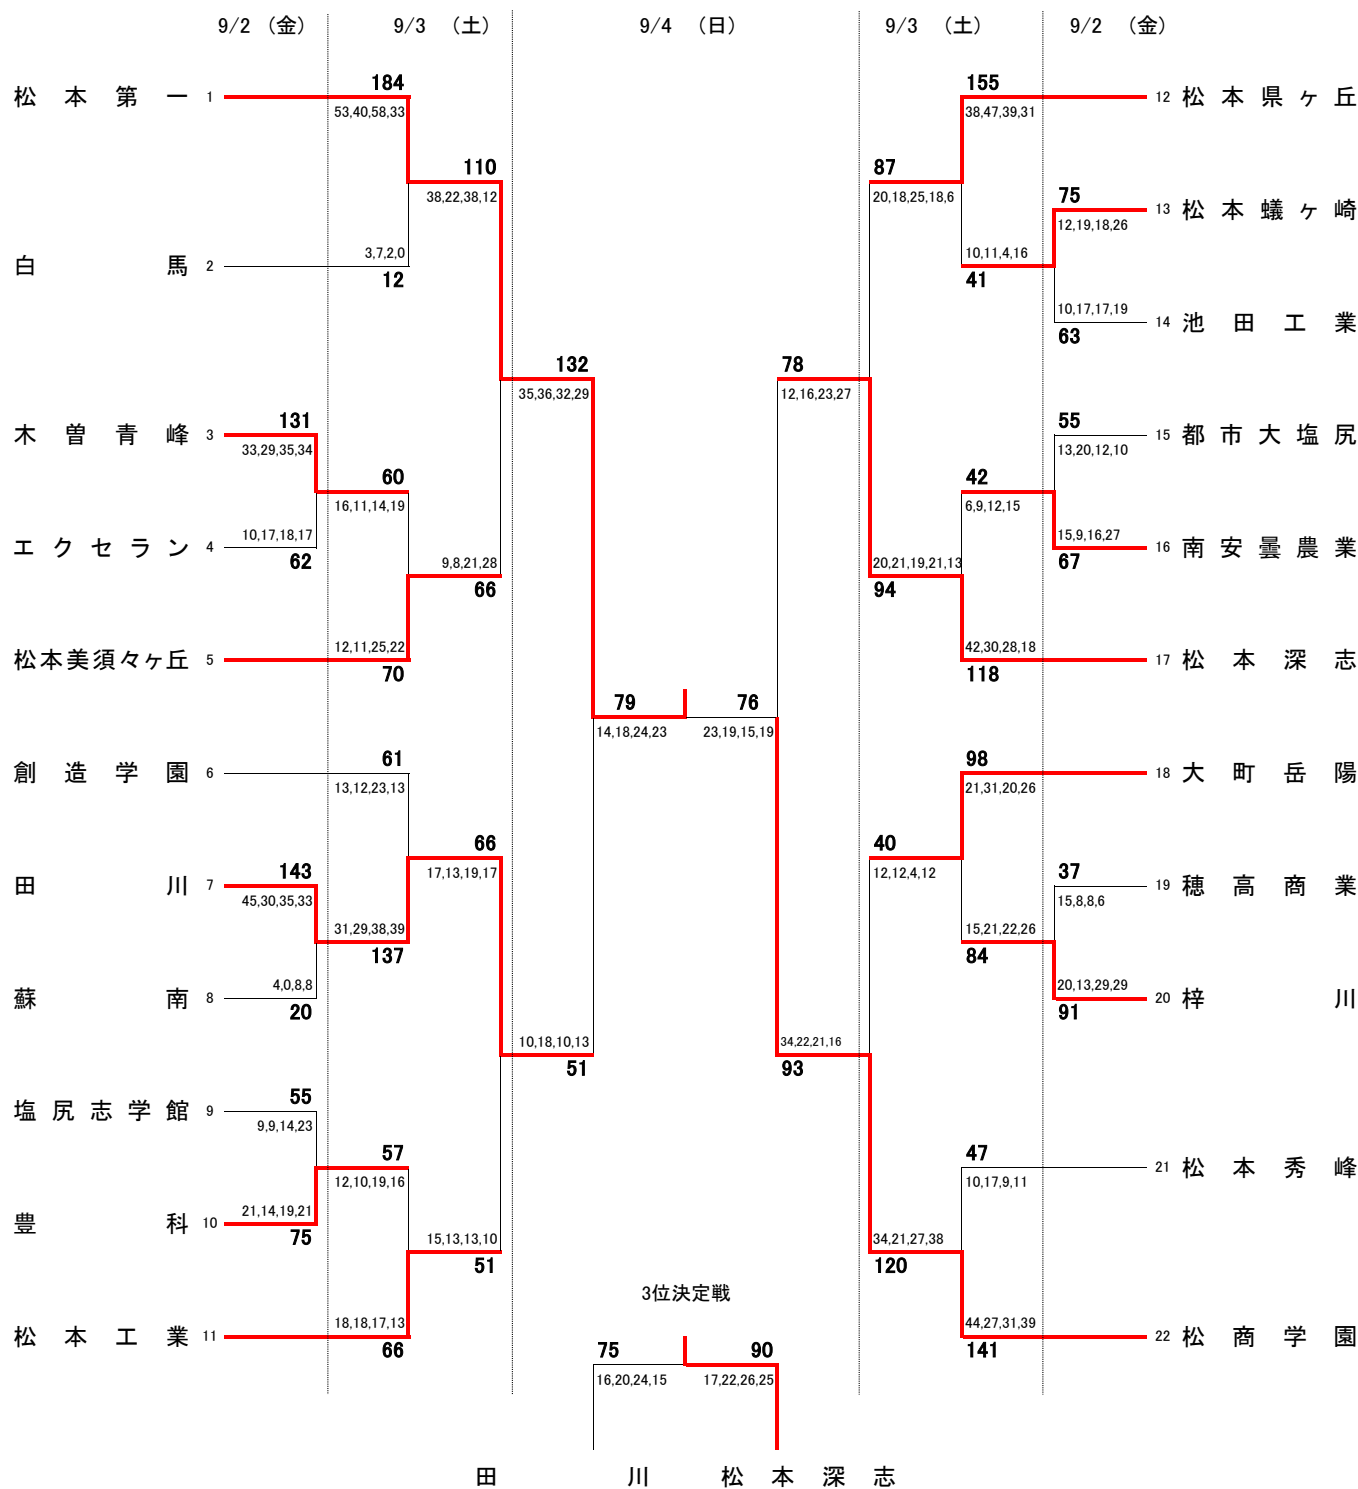 9/2 （金） 9/3 （土） 9/4 （日） 9/3 （土） 9/2 （金）
184 155
松本第一 1 12 松本県ヶ丘
53,40,58,33 38,47,39,31
110 87
38,22,38,12 20,18,25,18,6
75
13 松本蟻ヶ崎
12,19,18,26
3,7,2,0 10,11,4,16
白馬 2
12 41
10,17,17,19
14 池田工業
63
132 78
35,36,32,29 12,16,23,27
131 55
木曽青峰 3 15 都市大塩尻
33,29,35,34 13,20,12,10
60 42
16,11,14,19 6,9,12,15
10,17,18,17 15,9,16,27
エクセラン 4 16 南安曇農業
62 67
9,8,21,28 20,21,19,21,13
66 94
12,11,25,22 42,30,28,18
松本美須々ヶ丘 5 17 松本深志
70 118
79 76
14,18,24,23 23,19,15,19
61 98
創造学園 6 18 大町岳陽
13,12,23,13 21,31,20,26
66 40
17,13,19,17 12,12,4,12
143 37
田川 7 19 穂高商業
45,30,35,33 15,8,8,6
31,29,38,39 15,21,22,26
137 84
4,0,8,8 20,13,29,29
蘇南 8 20 梓川
20 91
10,18,10,13 34,22,21,16
51 93
55
塩尻志学館 9
9,9,14,23
57 47
21 松本秀峰
12,10,19,16 10,17,9,11
21,14,19,21
豊科 10
75
15,13,13,10 34,21,27,38
51 120
3位決定戦
18,18,17,13 44,27,31,39
松本工業 11 22 松商学園
66 141
75 90
16,20,24,15 17,22,26,25
田川 松本深志